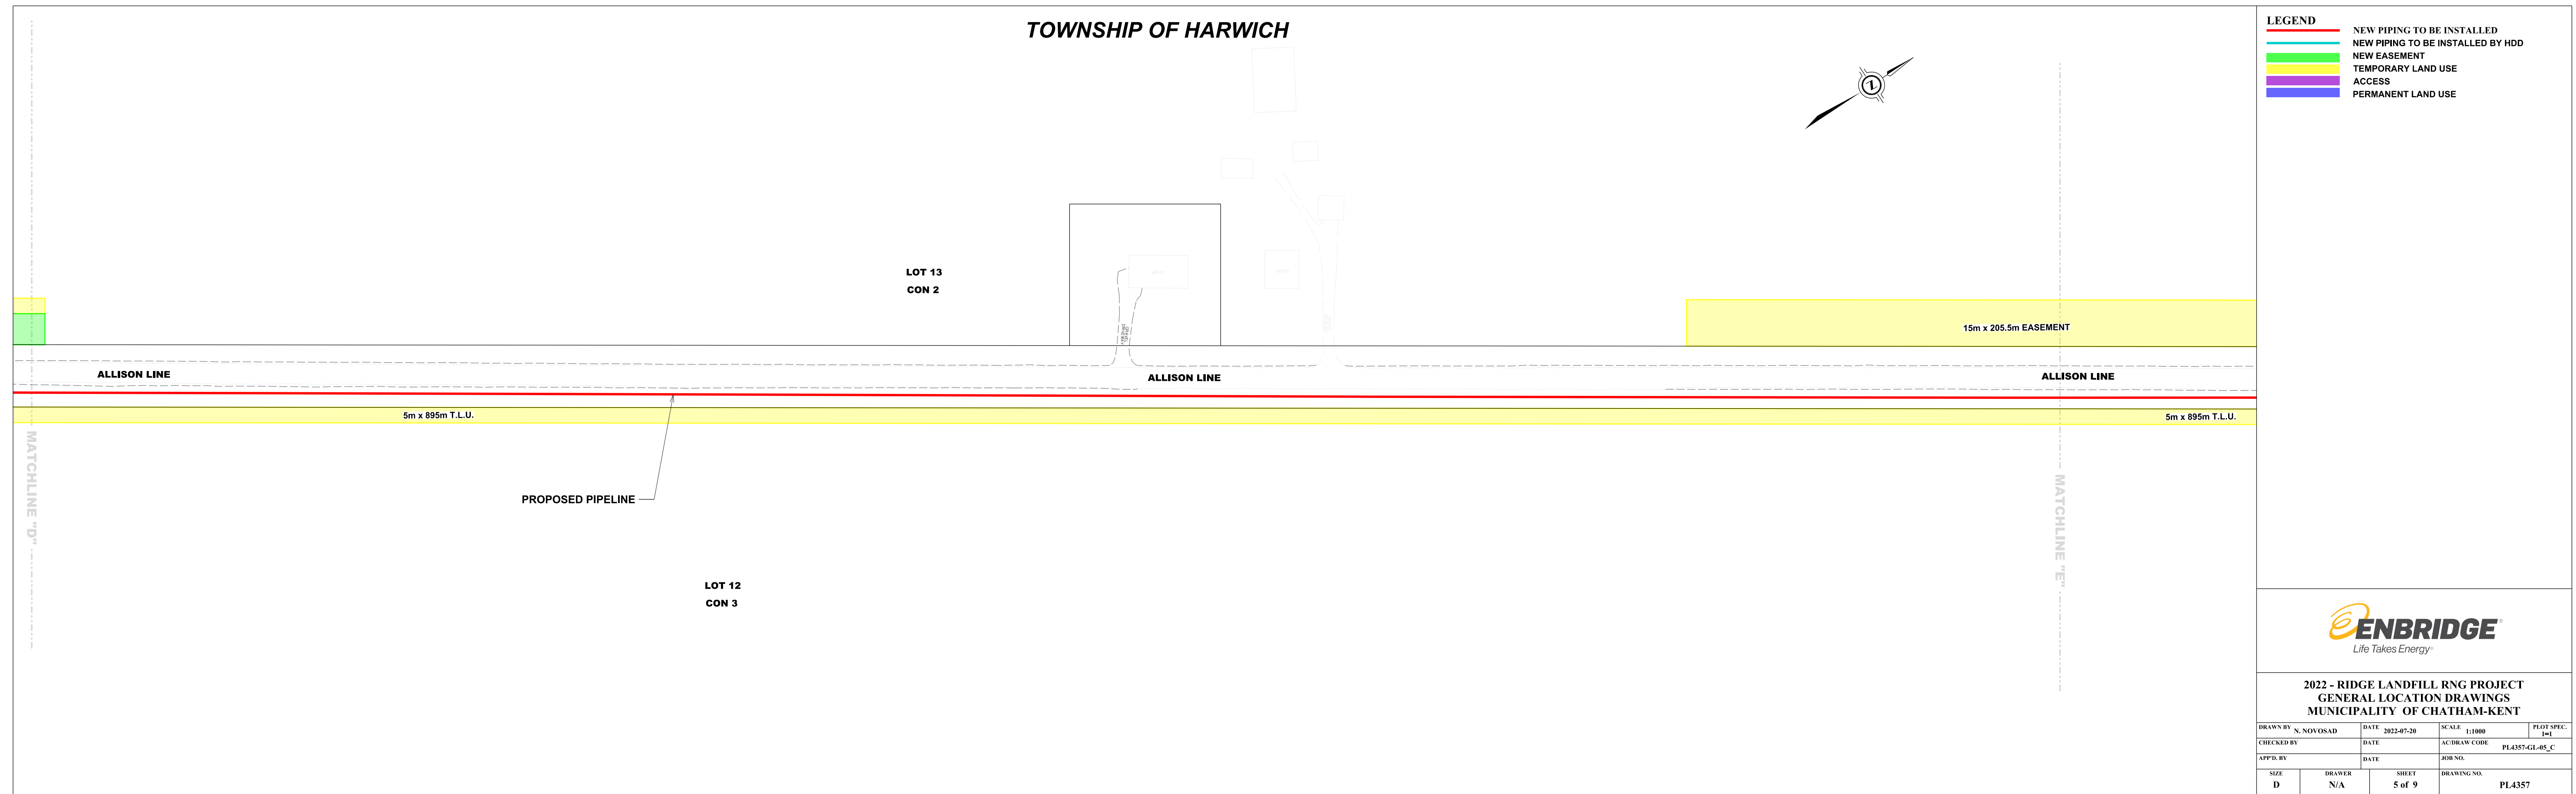 TOWNSHIP OF HARWICH
Z
LOT 13
CON 2
15m x 205.5m EASEMENT
ALLISON LINE
ALLISON LINE
ALLISON LINE
5m x 895m T.L.U.
5m x 895m T.L.U.
MATCHLINE "D"
PROPOSED PIPELINE
MATCHLINE "E"
LOT 12
CON 3
LEGEND
NEW PIPING TO BE INSTALLED
NEW PIPING TO BE INSTALLED BY HDD
NEW EASEMENT
TEMPORARY LAND USE
ACCESS
PERMANENT LAND USE
ENBRIDGE®
Life Takes Energy®
2022 - RIDGE LANDFILL RNG PROJECT
GENERAL LOCATION DRAWINGS
MUNICIPALITY OF CHATHAM-KENT
DRAWN BY N. NOVOSAD DATE 2022-07-20 SCALE 1:1000 PLOT SPEC. 1=1
CHECKED BY DATE AC/DRAW CODE PL4357-GL-05_C
APP'D. BY DATE JOB NO.
SIZE D DRAWER N/A SHEET 5 of 9 DRAWING NO. PL4357